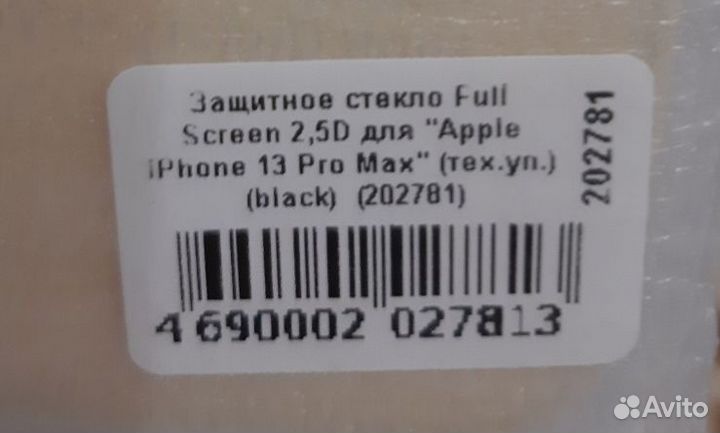 Защитное стекло Full
Screen 2,5D для "Apple
iPhone 13 Pro Max" (тех.уп.)
(black) (202781)
202781
4 690002 027813
Avito